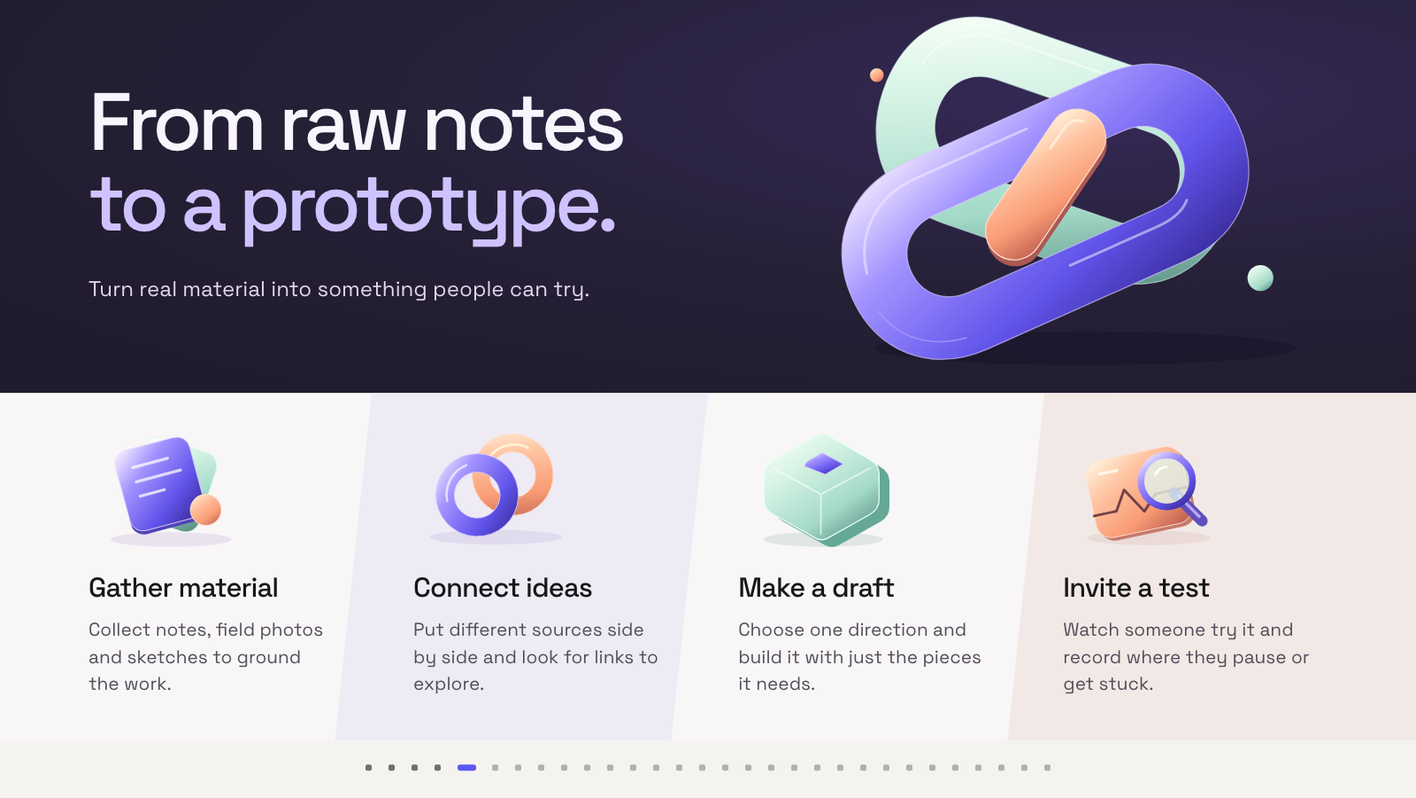 From raw notes
to a prototype.
Turn real material into something people can try.
Gather material
Collect notes, field photos
and sketches to ground
the work.
Connect ideas
Put different sources side
by side and look for links to
explore.
Make a draft
Choose one direction and
build it with just the pieces
it needs.
Invite a test
Watch someone try it and
record where they pause or
get stuck.